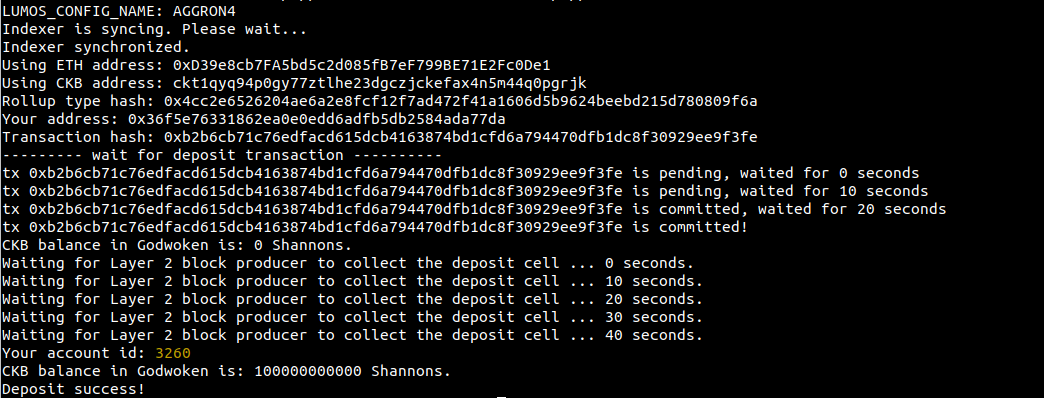 LUMOS_CONFIG_NAME: AGGRON4
Indexer is syncing. Please wait...
Indexer synchronized.
Using ETH address: 0xD39e8cb7FA5bd5c2d085fB7eF799BE71E2Fc0De1
Using CKB address: ckt1qyq94p0gy77ztlhe23dgczjckefax4n5m44q0pgrjk
Rollup type hash: 0x4cc2e6526204ae6a2e8fcf12f7ad472f41a1606d5b9624beebd215d780809f6a
Your address: 0x36f5e76331862ea0e0edd6adfb5db2584ada77da
Transaction hash: 0xb2b6cb71c76edfacd615dcb4163874bd1cfd6a794470dfb1dc8f30929ee9f3fe
--------- wait for deposit transaction ----------
tx 0xb2b6cb71c76edfacd615dcb4163874bd1cfd6a794470dfb1dc8f30929ee9f3fe is pending, waited for 0 seconds
tx 0xb2b6cb71c76edfacd615dcb4163874bd1cfd6a794470dfb1dc8f30929ee9f3fe is pending, waited for 10 seconds
tx 0xb2b6cb71c76edfacd615dcb4163874bd1cfd6a794470dfb1dc8f30929ee9f3fe is committed, waited for 20 seconds
tx 0xb2b6cb71c76edfacd615dcb4163874bd1cfd6a794470dfb1dc8f30929ee9f3fe is committed!
CKB balance in Godwoken is: 0 Shannons.
Waiting for Layer 2 block producer to collect the deposit cell ... 0 seconds.
Waiting for Layer 2 block producer to collect the deposit cell ... 10 seconds.
Waiting for Layer 2 block producer to collect the deposit cell ... 20 seconds.
Waiting for Layer 2 block producer to collect the deposit cell ... 30 seconds.
Waiting for Layer 2 block producer to collect the deposit cell ... 40 seconds.
Your account id: 3260
CKB balance in Godwoken is: 100000000000 Shannons.
Deposit success!